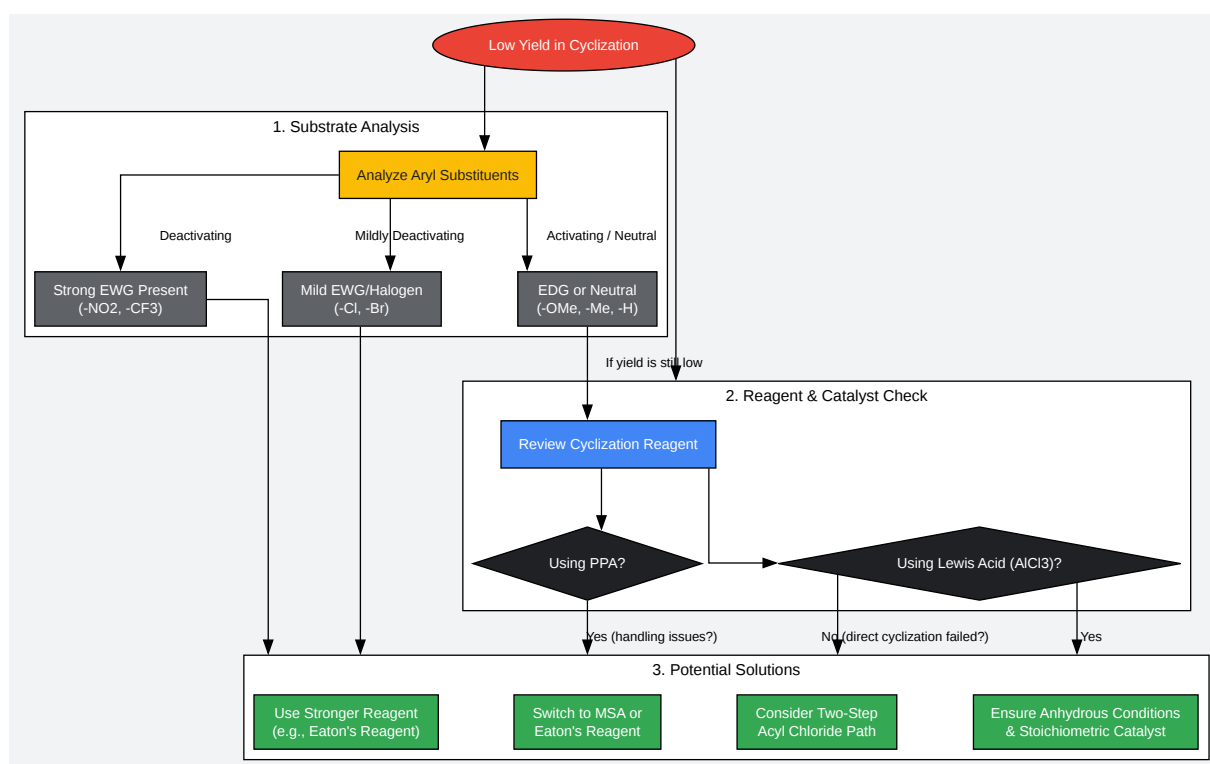 Low Yield in Cyclization
1. Substrate Analysis
Analyze Aryl Substituents
Deactivating
Mildly Deactivating
Activating / Neutral
Strong EWG Present
(-NO2, -CF3)
Mild EWG/Halogen
(-Cl, -Br)
EDG or Neutral
(-OMe, -Me, -H)
If yield is still low
2. Reagent & Catalyst Check
Review Cyclization Reagent
Using PPA?
Using Lewis Acid (AlCl3)?
Yes (handling issues?)
No (direct cyclization failed?)
Yes
3. Potential Solutions
Use Stronger Reagent
(e.g., Eaton's Reagent)
Switch to MSA or
Eaton's Reagent
Consider Two-Step
Acyl Chloride Path
Ensure Anhydrous Conditions
& Stoichiometric Catalyst